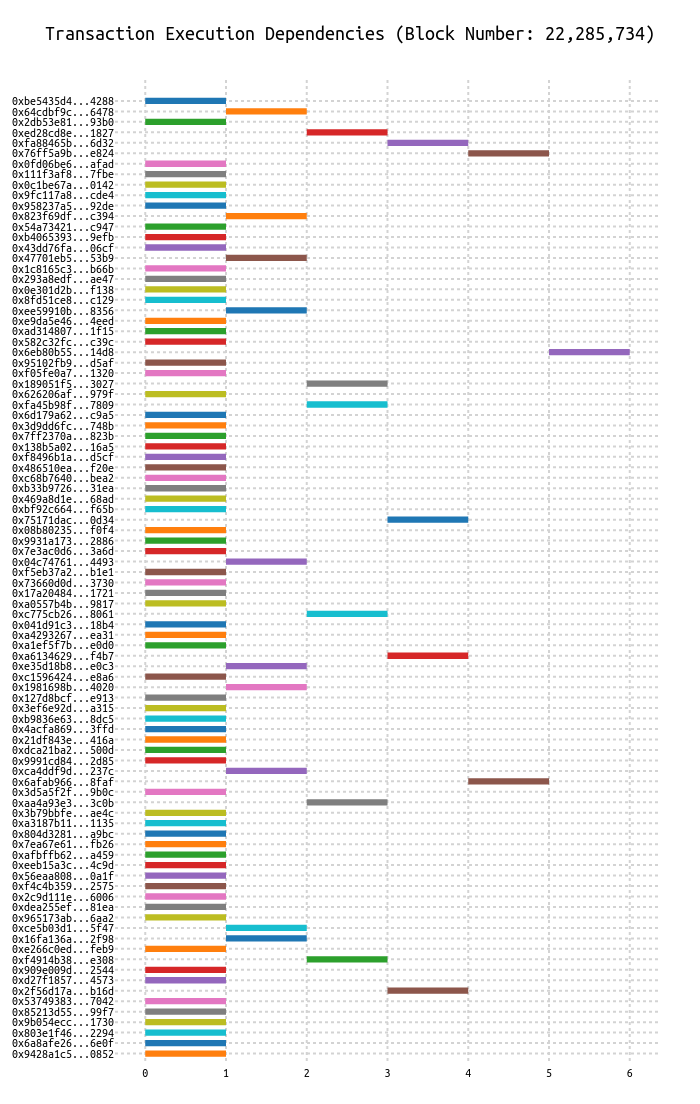 Transaction Execution Dependencies (Block Number: 22,285,734)
0xbe5435d4...4288
0x64cdbf9c...6478
0x2db53e81...93b0
0xed28cd8e...1827
0xfa88465b...6d32
0x76ff5a9b...e824
0x0fd06be6...afad
0x111f3af8...7fbe
0x0c1be67a...0142
0x9fc117a8...cde4
0x958237a5...92de
0x823f69df...c394
0x54a73421...c947
0xb4065393...9efb
0x43dd76fa...06cf
0x47701eb5...53b9
0x1c8165c3...b66b
0x293a8edf...ae47
0x0e301d2b...f138
0x8fd51ce8...c129
0xee59910b...8356
0xe9da5e46...4eed
0xad314807...1f15
0x582c32fc...c39c
0x6eb80b55...14d8
0x95102fb9...d5af
0xf05fe0a7...1320
0x189051f5...3027
0x626206af...979f
0xfa45b98f...7809
0x6d179a62...c9a5
0x3d9dd6fc...748b
0x7ff2370a...823b
0x138b5a02...16a5
0xf8496b1a...d5cf
0x486510ea...f20e
0xc68b7640...bea2
0xb33b9726...31ea
0x469a8d1e...68ad
0xbf92c664...f65b
0x75171dac...0d34
0x08b80235...f0f4
0x9931a173...2886
0x7e3ac0d6...3a6d
0x04c74761...4493
0xf5eb37a2...b1e1
0x73660d0d...3730
0x17a20484...1721
0xa0557b4b...9817
0xc775cb26...8061
0x041d91c3...18b4
0xa4293267...ea31
0xa1ef5f7b...e0d0
0xa6134629...f4b7
0xe35d18b8...e0c3
0xc1596424...e8a6
0x1981698b...4020
0x127d8bcf...e913
0x3ef6e92d...a315
0xb9836e63...8dc5
0x4acfa869...3ffd
0x21df843e...416a
0xdca21ba2...500d
0x9991cd84...2d85
0xca4ddf9d...237c
0x6afab966...8faf
0x3d5a5f2f...9b0c
0xaa4a93e3...3c0b
0x3b79bbfe...ae4c
0xa3187b11...1135
0x804d3281...a9bc
0x7ea67e61...fb26
0xafbffb62...a459
0xeeb15a3c...4c9d
0x56eaa808...0a1f
0xf4c4b359...2575
0x2c9d111e...6006
0xdea255ef...81ea
0x965173ab...6aa2
0xce5b03d1...5f47
0x16fa136a...2f98
0xe266c0ed...feb9
0xf4914b38...e308
0x909e009d...2544
0xd27f1857...4573
0x2f56d17a...b16d
0x53749383...7042
0x85213d55...99f7
0x9b054ecc...1730
0x803e1f46...2294
0x6a8afe26...6e0f
0x9428a1c5...0852
0 1 2 3 4 5 6